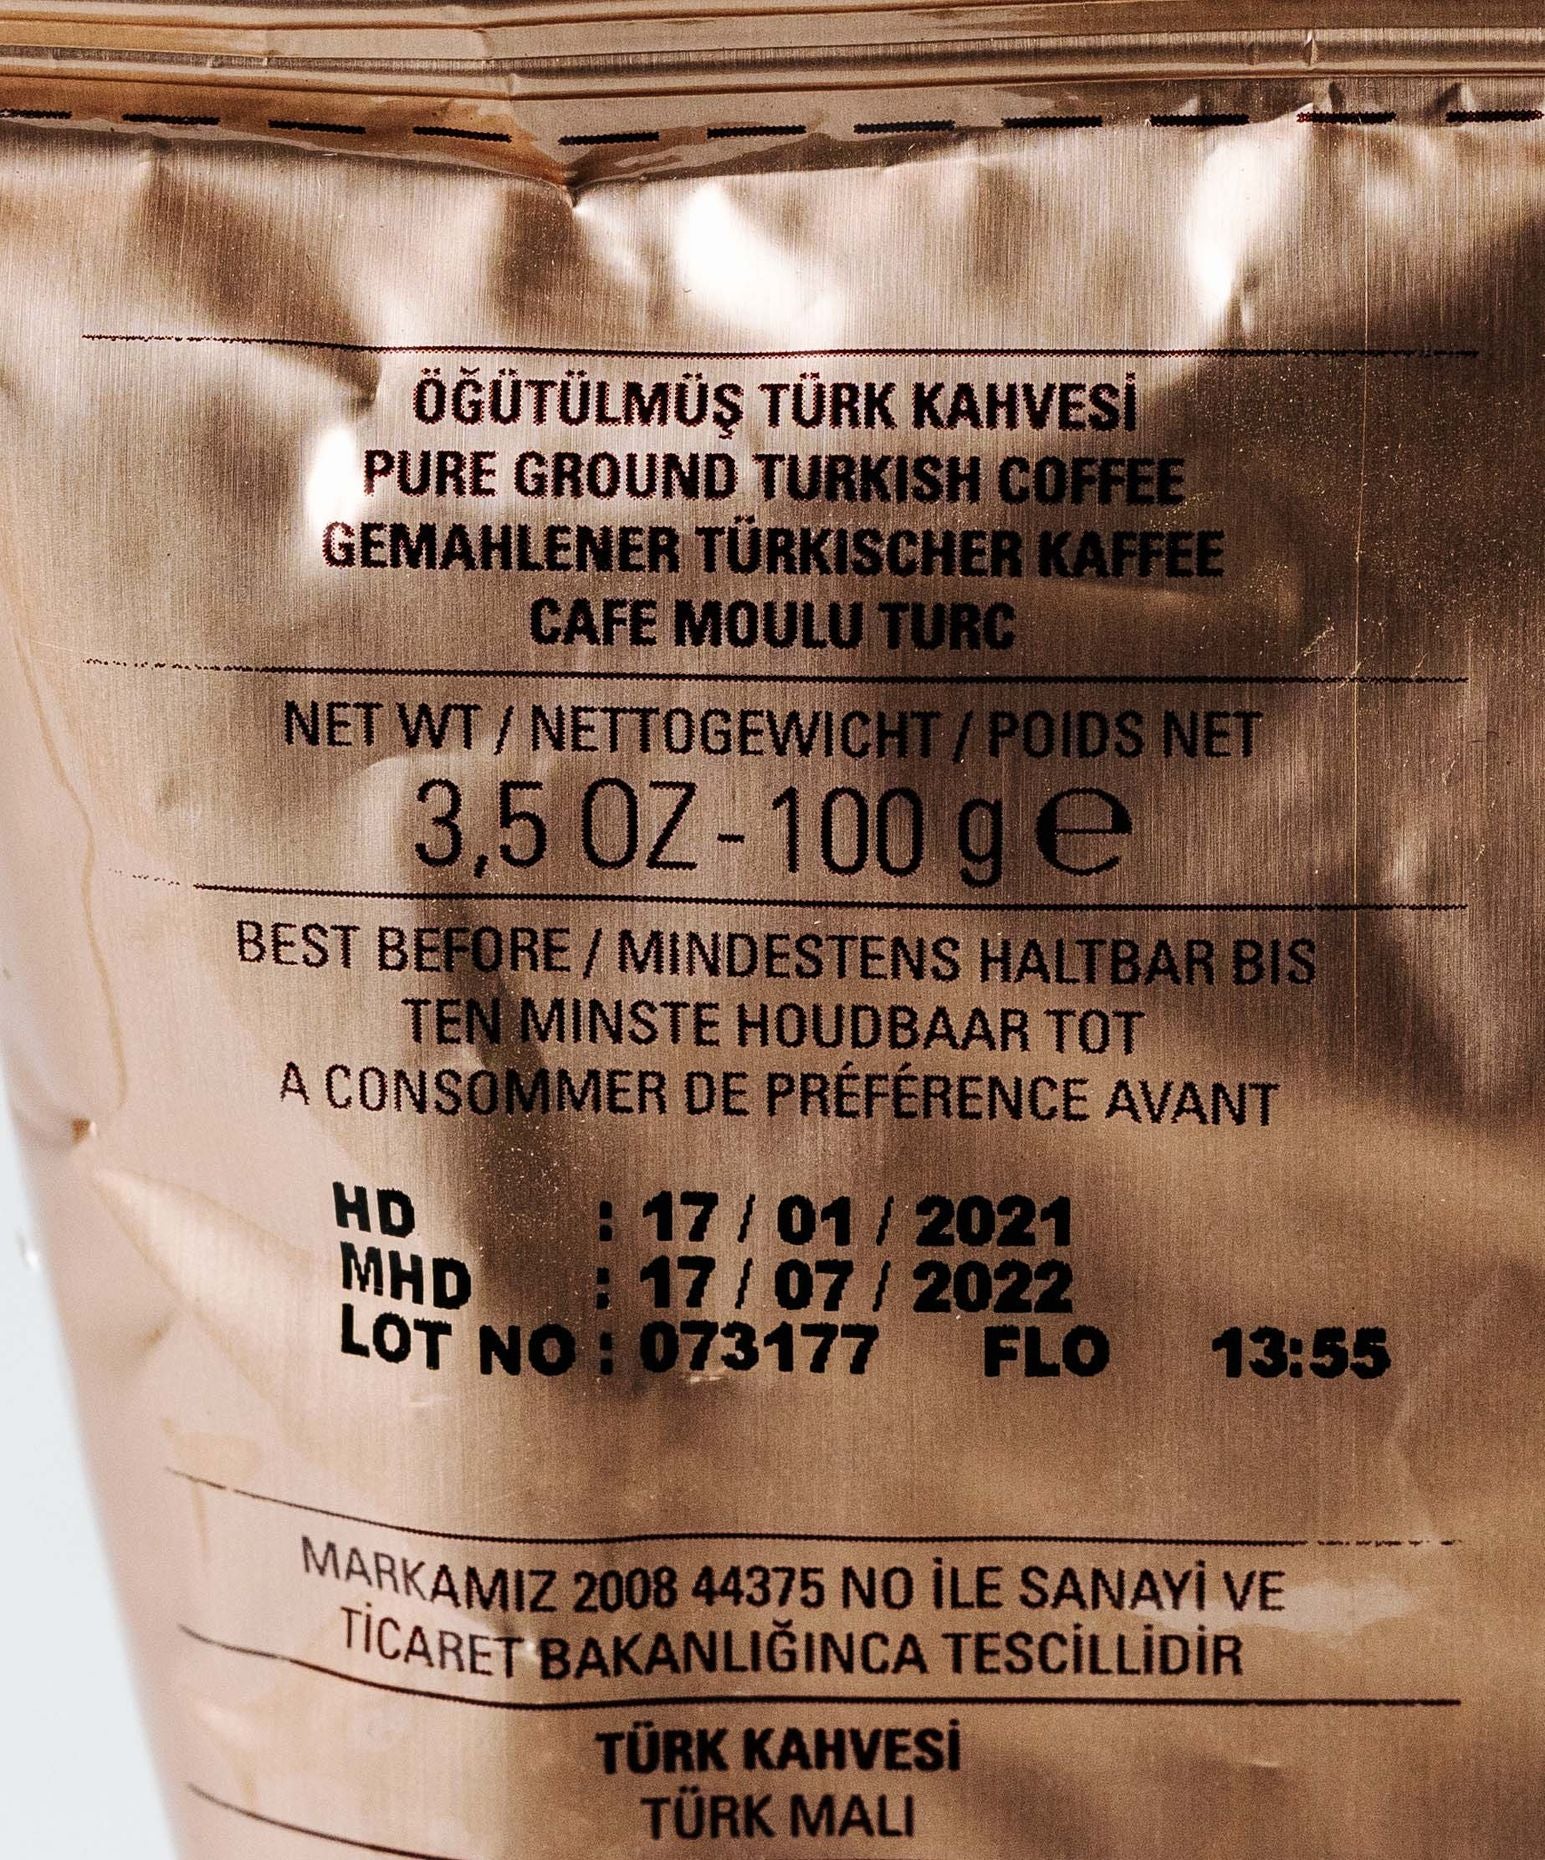 ÖĞÜTÜLMÜŞ TÜRK KAHVESİ
PURE GROUND TURKISH COFFEE
GEMAHLENER TÜRKISCHER KAFFEE
CAFE MOULU TURC
NET WT / NETTOGEWICHT / POIDS NET
3,5 OZ - 100 g ℮
BEST BEFORE / MINDESTENS HALTBAR BIS
TEN MINSTE HOUDBAAR TOT
A CONSOMMER DE PRÉFÉRENCE AVANT
HD : 17 / 01 / 2021
MHD : 17 / 07 / 2022
LOT NO : 073177 FLO 13:55
MARKAMIZ 2008 44375 NO İLE SANAYİ VE
TİCARET BAKANLIĞINCA TESCİLLİDİR
TÜRK KAHVESİ
TÜRK MALI